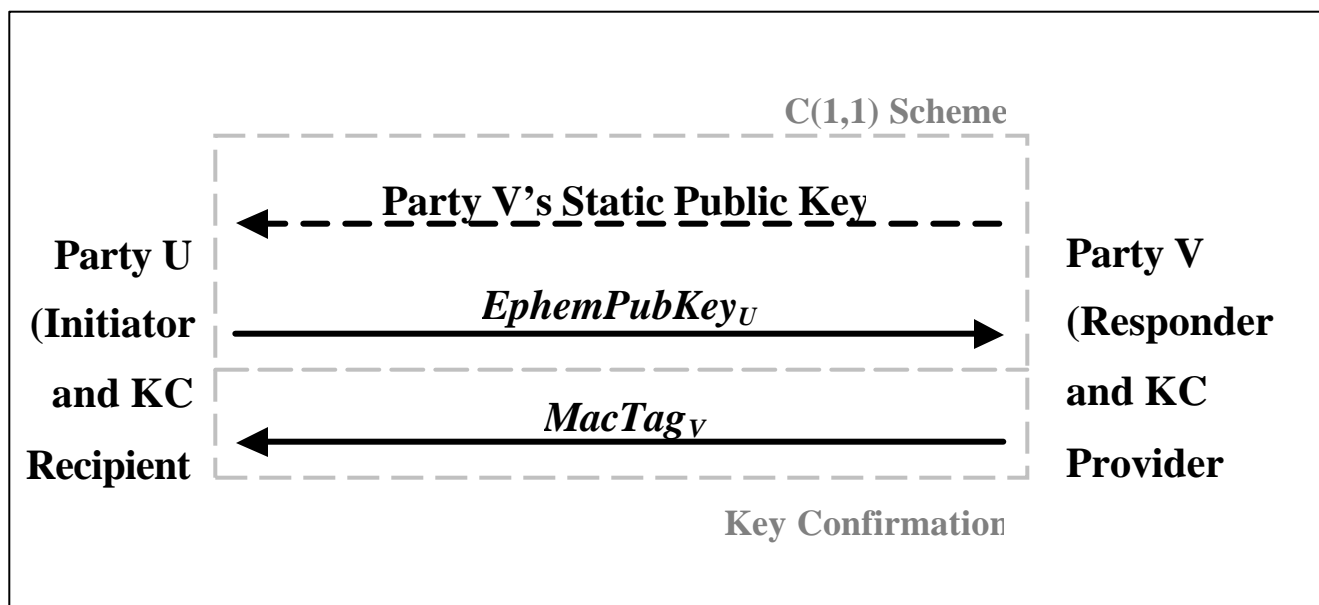 C(1,1) Scheme
Party V’s Static Public Key
Party U
(Initiator
and KC
Recipient
EphemPubKeyU
MacTagV
Party V
(Responder
and KC
Provider
Key Confirmation